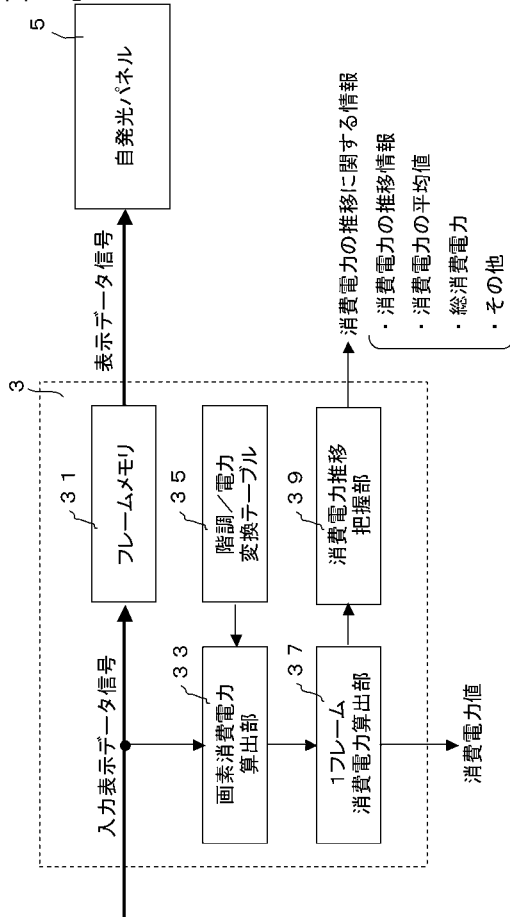 入力表示データ信号
3
31
フレームメモリ
表示データ信号
5
自発光パネル
33
画素消費電力
算出部
35
階調／電力
変換テーブル
37
1フレーム
消費電力算出部
39
消費電力推移
把握部
消費電力の推移に関する情報
・消費電力の推移情報
・消費電力の平均値
・総消費電力
・その他
消費電力値